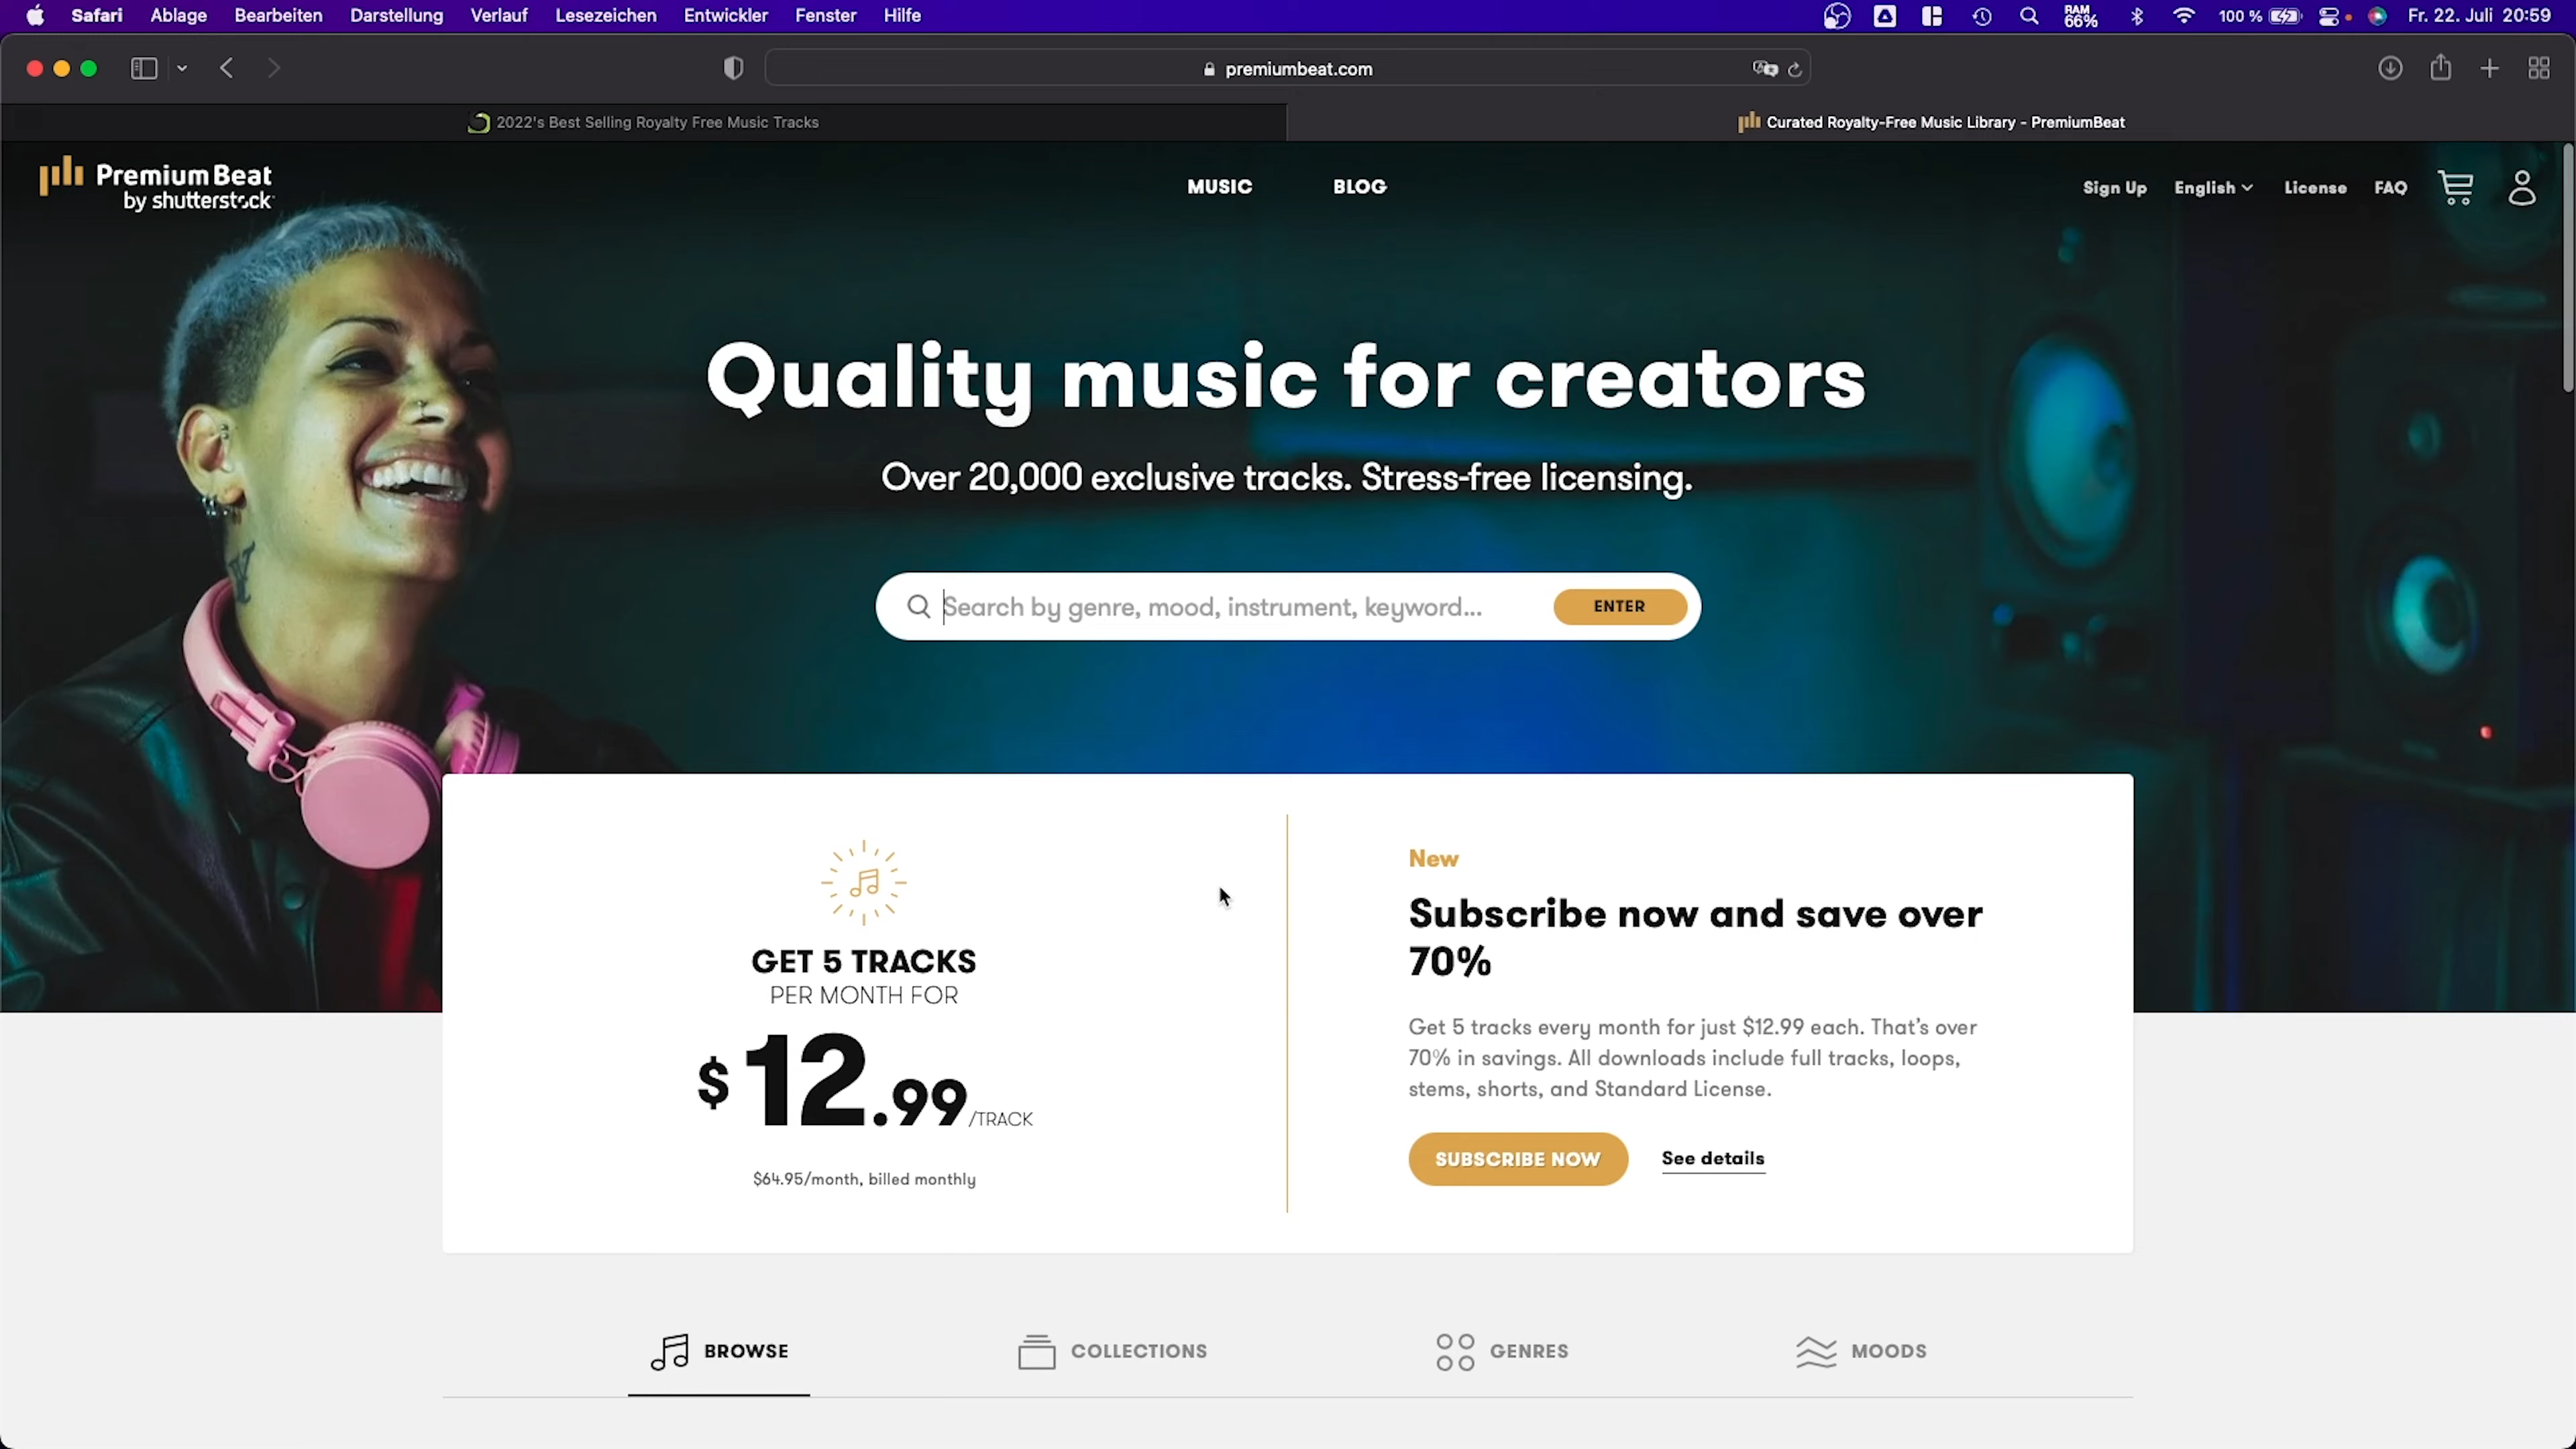 Safari Ablage Bearbeiten Darstellung Verlauf Lesezeichen Entwickler Fenster Hilfe RAM 66% 100 % Fr. 22. Juli 20:59
premiumbeat.com
2022's Best Selling Royalty Free Music Tracks
Curated Royalty-Free Music Library - PremiumBeat
PremiumBeat
by shutterstock
MUSIC BLOG
Sign Up English License FAQ
Quality music for creators
Over 20,000 exclusive tracks. Stress-free licensing.
Search by genre, mood, instrument, keyword... ENTER
GET 5 TRACKS
PER MONTH FOR
$12.99/TRACK
$64.95/month, billed monthly
New
Subscribe now and save over
70%
Get 5 tracks every month for just $12.99 each. That's over
70% in savings. All downloads include full tracks, loops,
stems, shorts, and Standard License.
SUBSCRIBE NOW See details
BROWSE COLLECTIONS GENRES MOODS